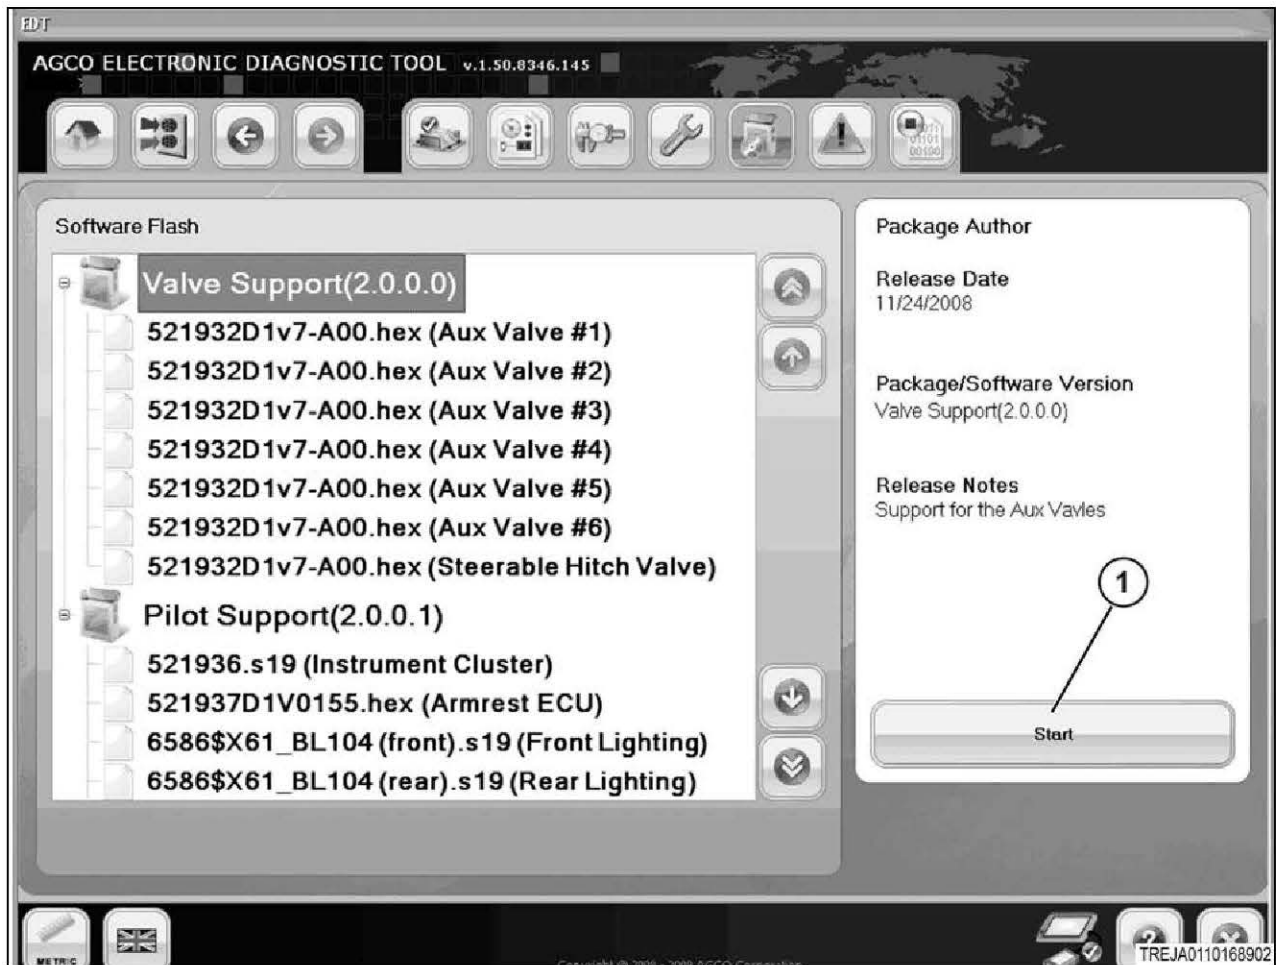 EDT
AGCO ELECTRONIC DIAGNOSTIC TOOL v.1.50.8346.145
Software Flash
Valve Support(2.0.0.0)
521932D1v7-A00.hex (Aux Valve #1)
521932D1v7-A00.hex (Aux Valve #2)
521932D1v7-A00.hex (Aux Valve #3)
521932D1v7-A00.hex (Aux Valve #4)
521932D1v7-A00.hex (Aux Valve #5)
521932D1v7-A00.hex (Aux Valve #6)
521932D1v7-A00.hex (Steerable Hitch Valve)
Pilot Support(2.0.0.1)
521936.s19 (Instrument Cluster)
521937D1V0155.hex (Armrest ECU)
6586$X61_BL104 (front).s19 (Front Lighting)
6586$X61_BL104 (rear).s19 (Rear Lighting)
Package Author
Release Date
11/24/2008
Package/Software Version
Valve Support(2.0.0.0)
Release Notes
Support for the Aux Vavles
1
Start
METRIC
TREJA0110168902